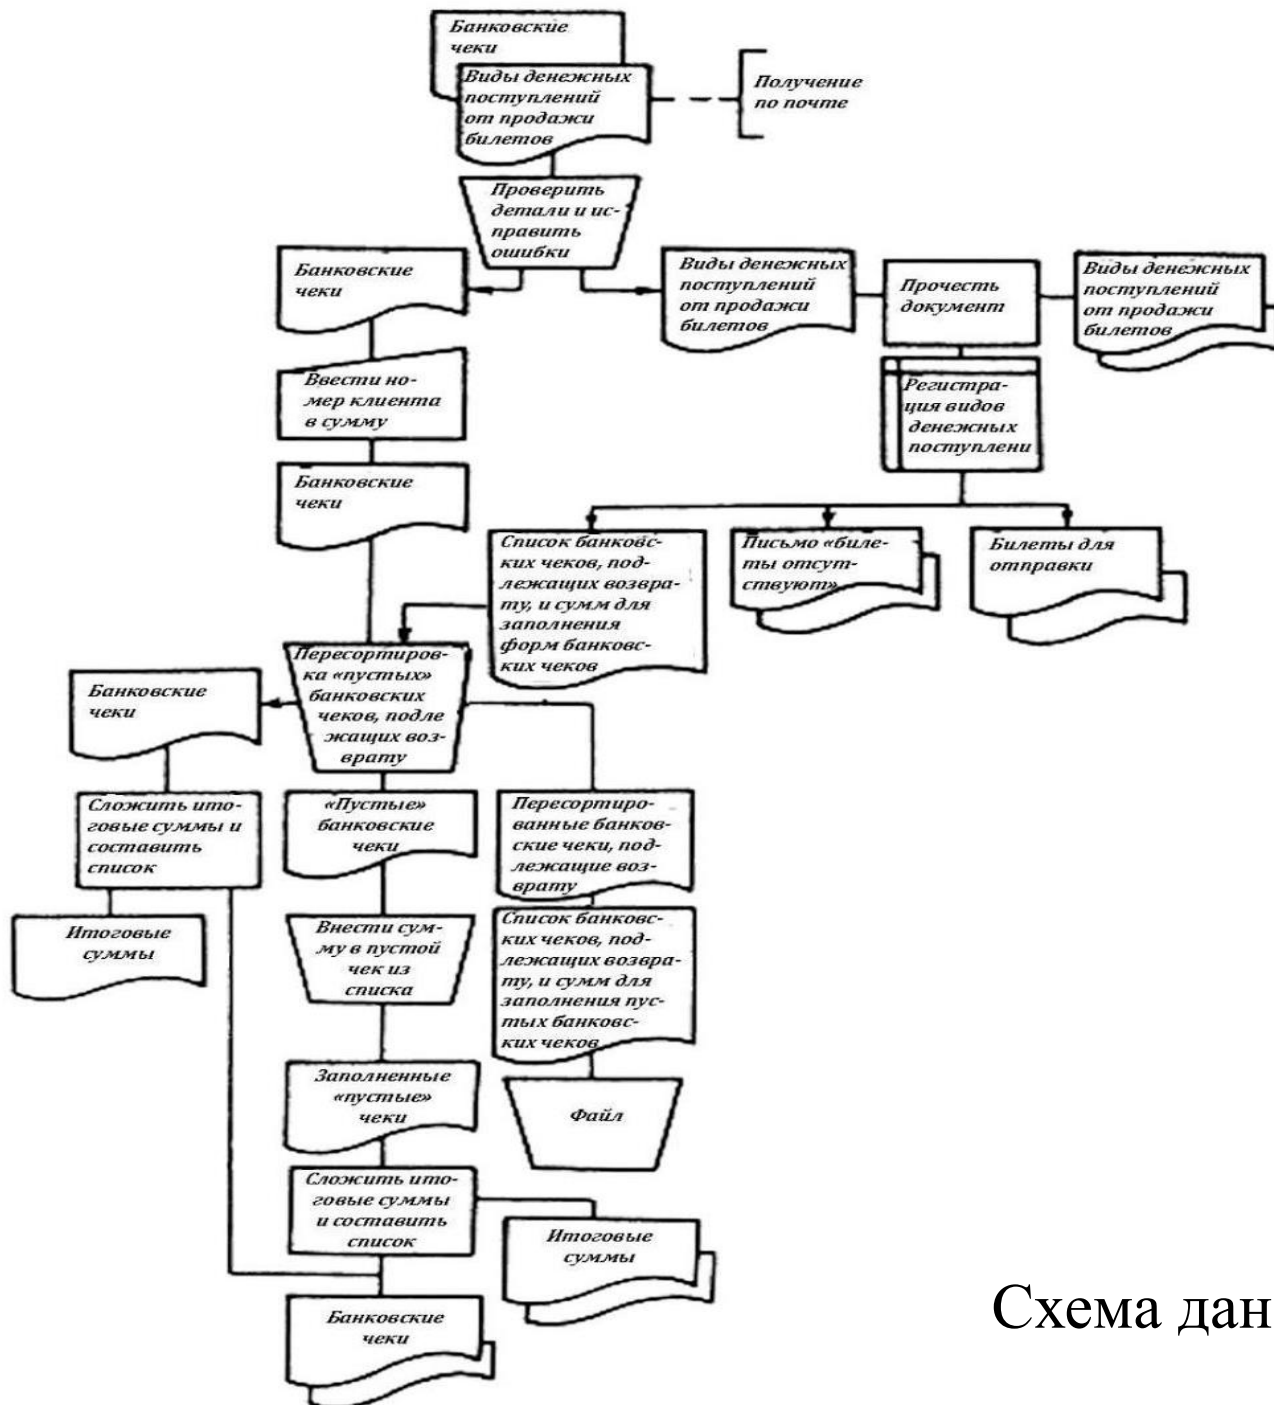 Банковские
чеки
Виды денежных
поступлений
от продажи
билетов
Получение
по почте
Проверить
детали и ис-
править
ошибки
Банковские
чеки
Виды денежных
поступлений
от продажи
билетов
Прочесть
документ
Виды денежных
поступлений
от продажи
билетов
Ввести но-
мер клиента
в сумму
Регистра-
ция видов
денежных
поступлени
Банковские
чеки
Список банковс-
ких чеков, под-
лежащих возвра-
ту, и сумм для
заполнения
форм банковс-
ких чеков
Письмо «биле-
ты отсут-
ствуют»
Билеты для
отправки
Пересортиров-
ка «пустых»
банковских
чеков, подле
жащих воз-
врату
Банковские
чеки
Сложить ито-
говые суммы и
составить
список
«Пустые»
банковские
чеки
Пересортиро-
ванные банков-
ские чеки, под-
лежащие воз-
врату
Итоговые
суммы
Внести сум-
му в пустой
чек из
списка
Список банковс-
ких чеков, под-
лежащих возвра-
ту, и сумм для
заполнения пус-
тых банковс-
ких чеков
Заполненные
«пустые»
чеки
Файл
Сложить ито-
говые суммы
и составить
список
Итоговые
суммы
Банковские
чеки
Схема дан